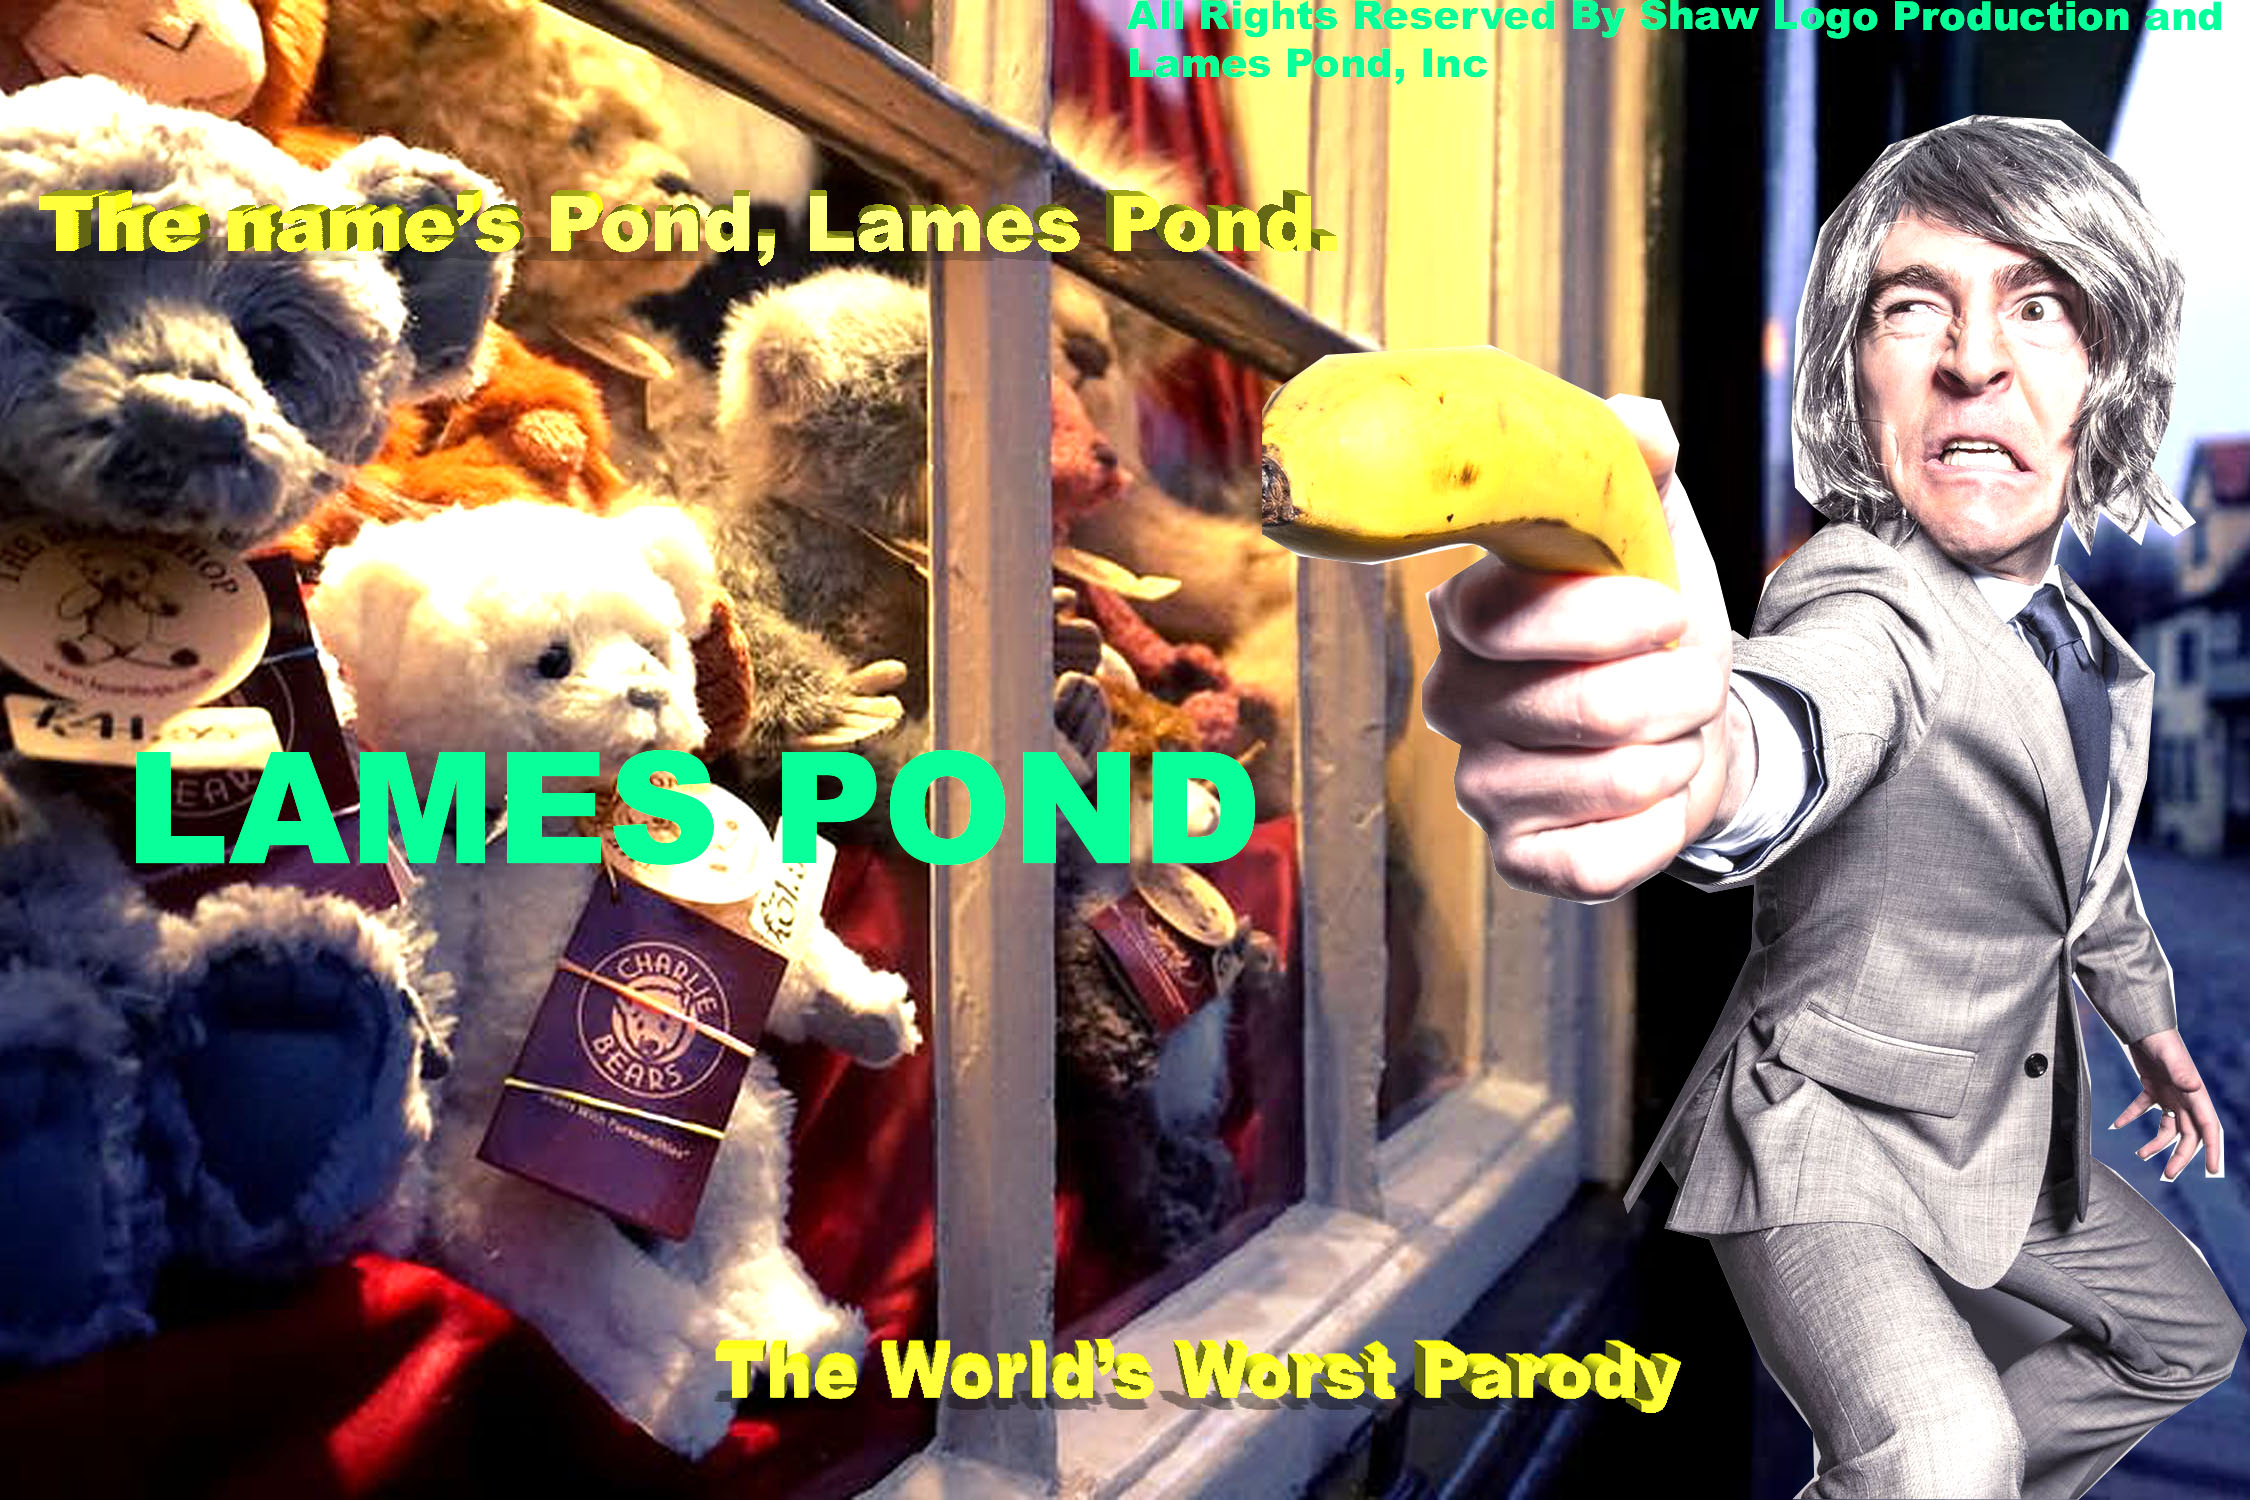 All Rights Reserved By Shaw Logo Production and
Lames Pond, Inc
The name's Pond, Lames Pond.
LAMES POND
CHARLIE
BEARS
The World's Worst Parody